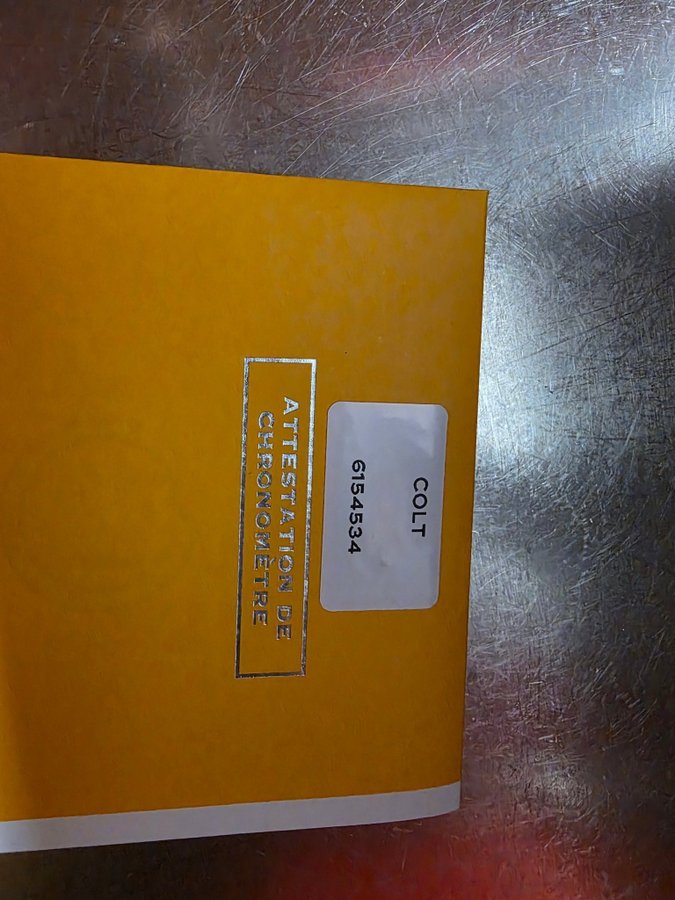 COLT
6154534
ATTESTATION DE
CHRONOMÈTRE